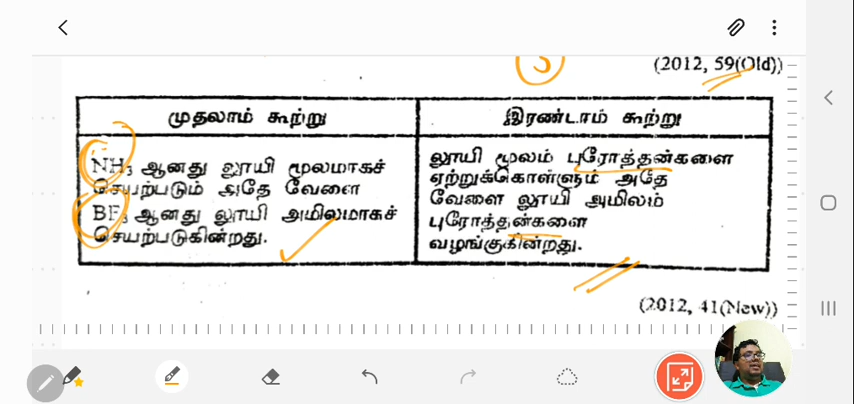 3
(2012, 59(Old))
முதலாம் கூற்று
இரண்டாம் கூற்று
NH3 ஆனது லூயி மூலமாகச்
செயற்படும் அதே வேளை
BF3 ஆனது லூயி அமிலமாகச்
செயற்படுகின்றது.
லூயி மூலம் புரோத்தன்களை
ஏற்றுக்கொள்ளும் அதே
வேளை லூயி அமிலம்
புரோத்தன்களை
வழங்குகின்றது.
(2012, 41(New))